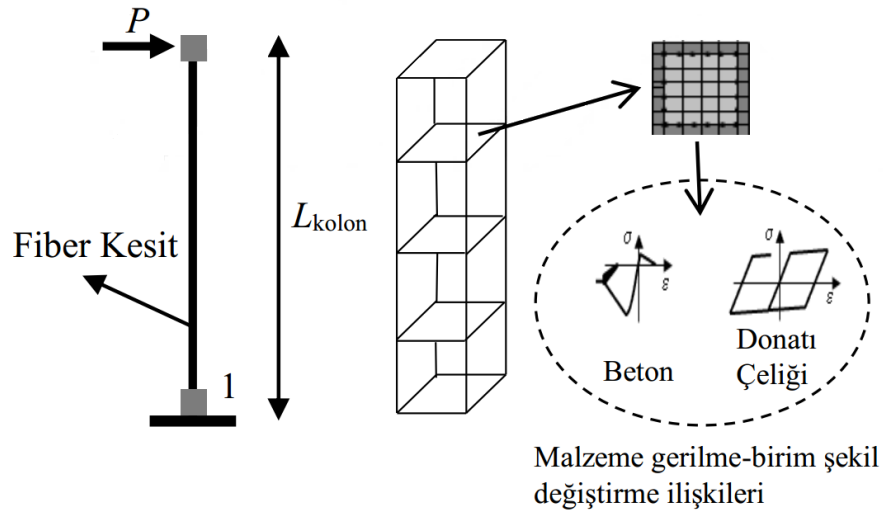 P
L kolon
Fiber Kesit
1
σ
ε
σ
ε
Beton
Donatı
Çeliği
Malzeme gerilme-birim şekil
değiştirme ilişkileri